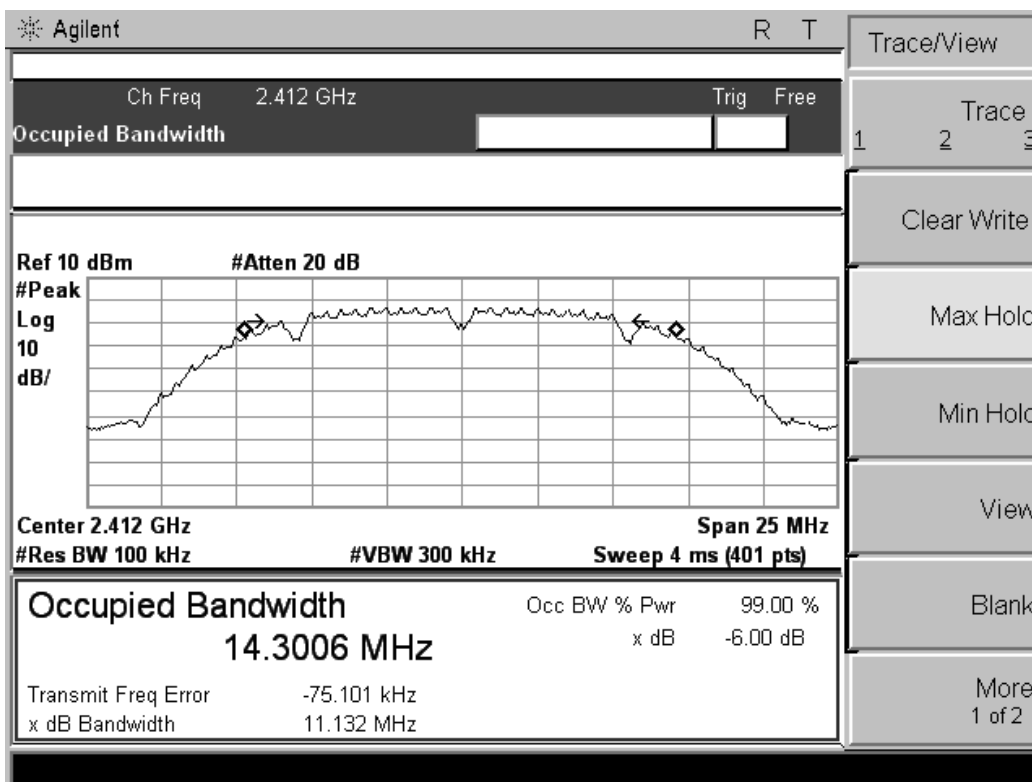 Agilent R T
Trace/View
Ch Freq 2.412 GHz Trig Free
Occupied Bandwidth
Trace
1 2 3
Clear Write
Max Hold
Min Hold
View
Blank
More
1 of 2
Ref 10 dBm #Atten 20 dB
#Peak
Log
10
dB/
Center 2.412 GHz Span 25 MHz
#Res BW 100 kHz #VBW 300 kHz Sweep 4 ms (401 pts)
Occupied Bandwidth
14.3006 MHz
Occ BW % Pwr 99.00 %
x dB -6.00 dB
Transmit Freq Error -75.101 kHz
x dB Bandwidth 11.132 MHz